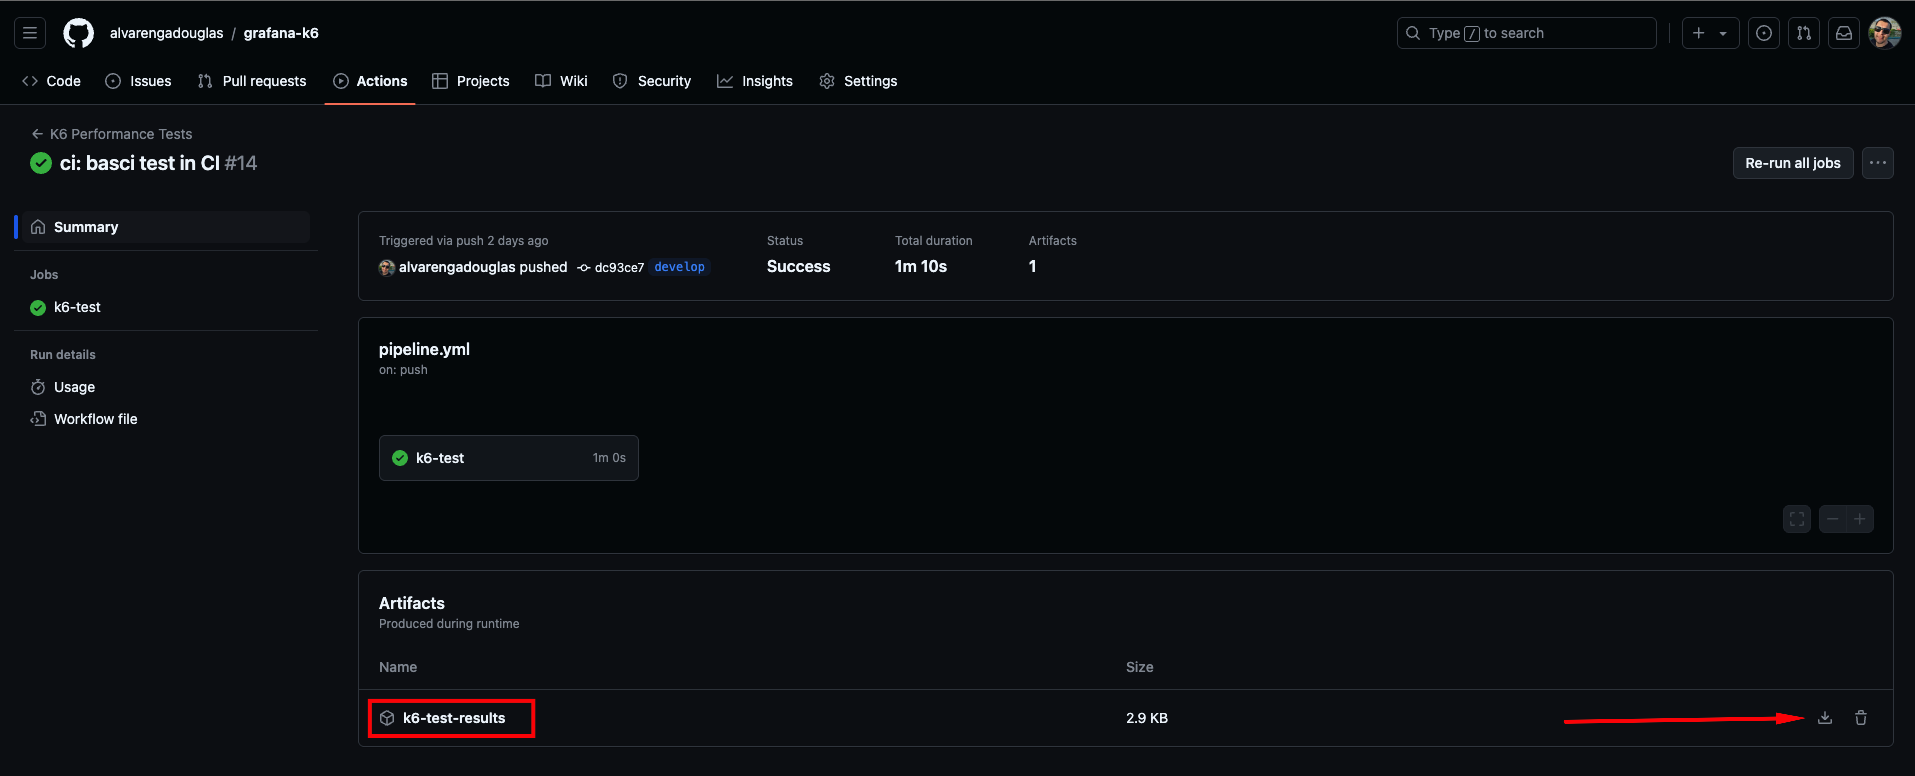 alvarengadouglas / grafana-k6
Type / to search
Code
Issues
Pull requests
Actions
Projects
Wiki
Security
Insights
Settings
K6 Performance Tests
ci: basci test in CI #14
Re-run all jobs
Summary
Jobs
k6-test
Run details
Usage
Workflow file
Triggered via push 2 days ago
alvarengadouglas pushed dc93ce7 develop
Status
Success
Total duration
1m 10s
Artifacts
1
pipeline.yml
on: push
k6-test 1m 0s
Artifacts
Produced during runtime
Name Size
k6-test-results 2.9 KB